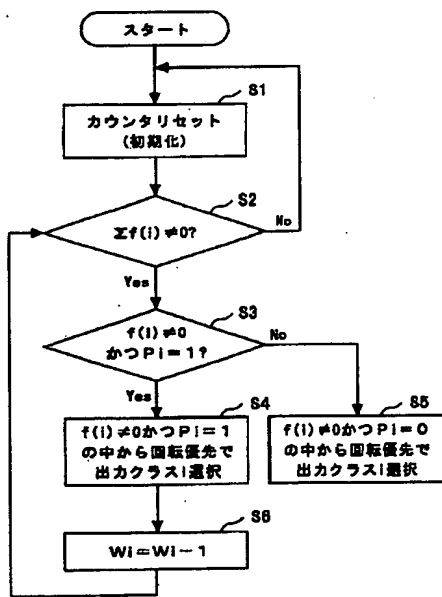 スタート
S1
カウンタリセット
(初期化)
S2
Σf(i)≠0?
No
Yes
S3
f(i)≠0
かつPi=1?
No
Yes
S4
f(i)≠0かつPi=1
の中から回転優先で
出力クラスi選択
S5
f(i)≠0かつPi=0
の中から回転優先で
出力クラスi選択
S6
Wi=Wi-1